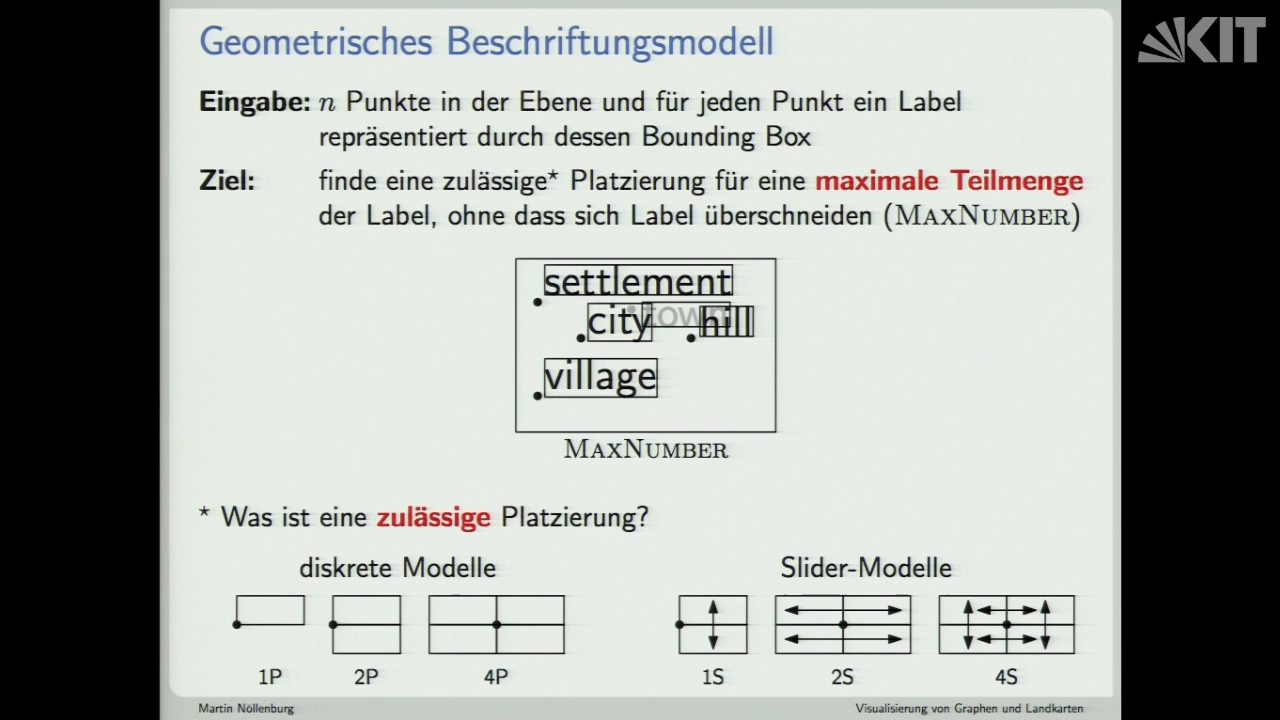 KIT
Geometrisches Beschriftungsmodell
Eingabe: n Punkte in der Ebene und für jeden Punkt ein Label
repräsentiert durch dessen Bounding Box
Ziel: finde eine zulässige* Platzierung für eine maximale Teilmenge
der Label, ohne dass sich Label überschneiden (MAXNUMBER)
settlement
city town hill
village
MAXNUMBER
* Was ist eine zulässige Platzierung?
diskrete Modelle Slider-Modelle
1P 2P 4P 1S 2S 4S
Martin Nöllenburg Visualisierung von Graphen und Landkarten